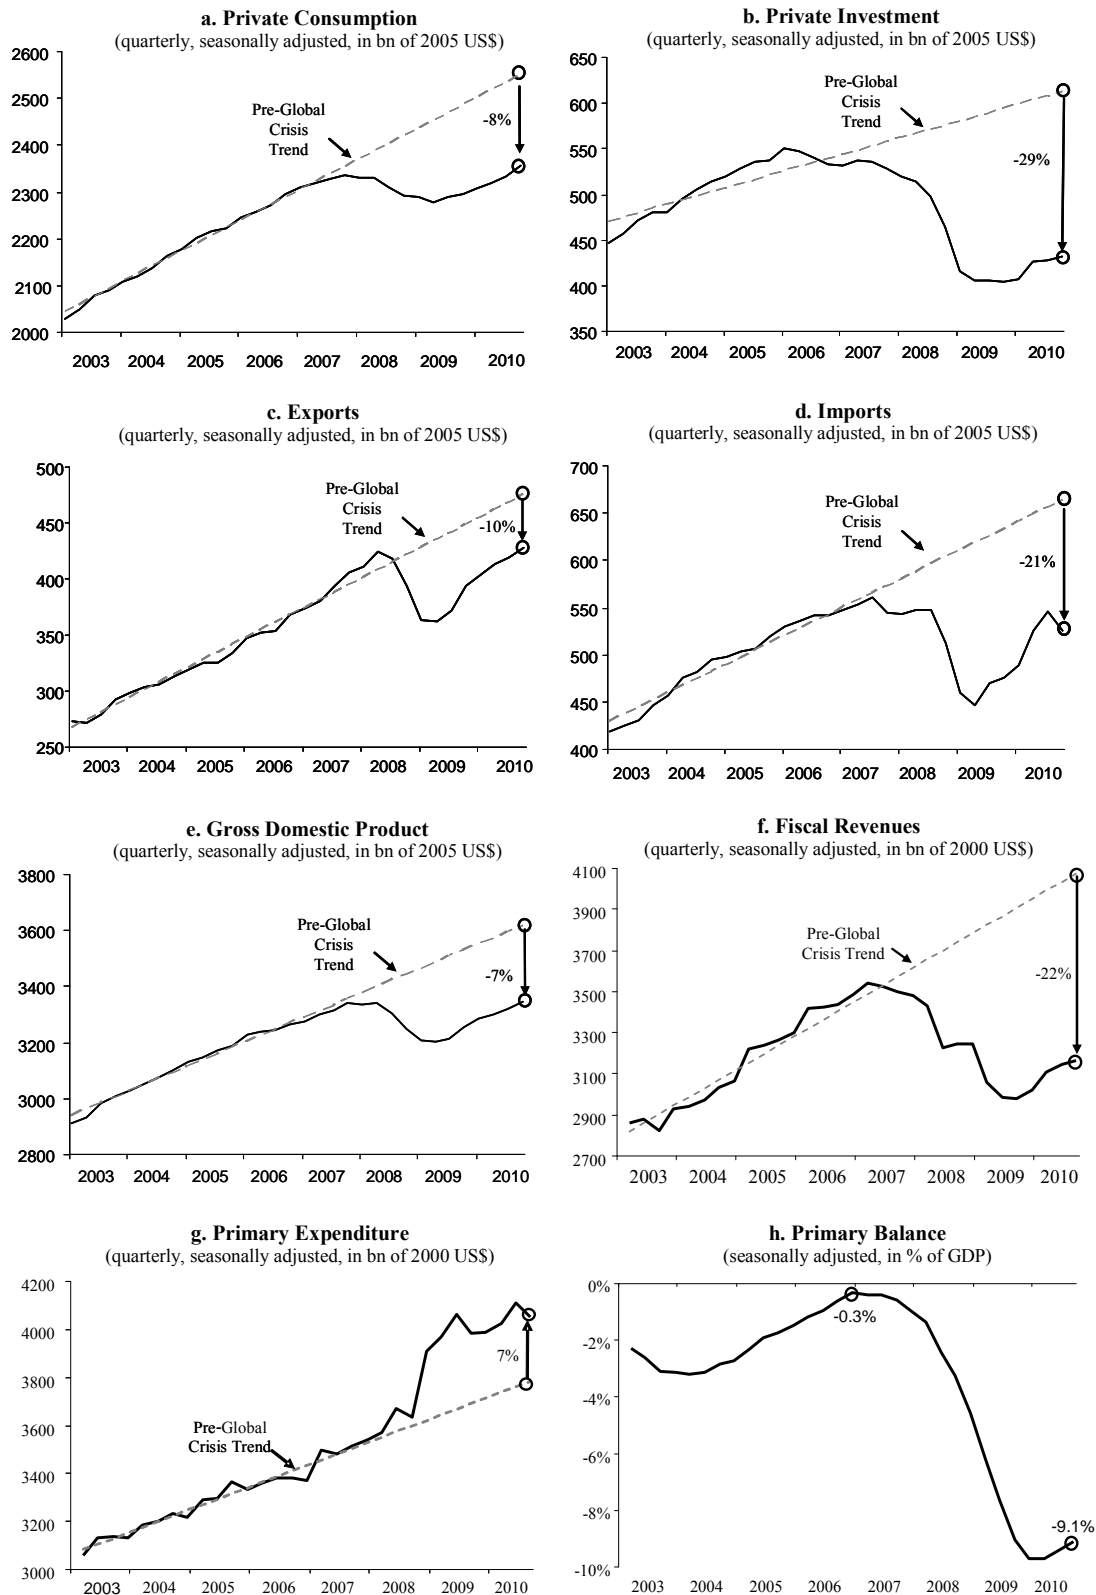 a. Private Consumption
(quarterly, seasonally adjusted, in bn of 2005 US$)
2600
2500
2400
2300
2200
2100
2000
Pre-Global
Crisis
Trend
-8%
2003 2004 2005 2006 2007 2008 2009 2010
b. Private Investment
(quarterly, seasonally adjusted, in bn of 2005 US$)
650
600
550
500
450
400
350
Pre-Global
Crisis
Trend
-29%
2003 2004 2005 2006 2007 2008 2009 2010
c. Exports
(quarterly, seasonally adjusted, in bn of 2005 US$)
500
450
400
350
300
250
Pre-Global
Crisis
Trend
-10%
2003 2004 2005 2006 2007 2008 2009 2010
d. Imports
(quarterly, seasonally adjusted, in bn of 2005 US$)
700
650
600
550
500
450
400
Pre-Global
Crisis
Trend
-21%
2003 2004 2005 2006 2007 2008 2009 2010
e. Gross Domestic Product
(quarterly, seasonally adjusted, in bn of 2005 US$)
3800
3600
3400
3200
3000
2800
Pre-Global
Crisis
Trend
-7%
2003 2004 2005 2006 2007 2008 2009 2010
f. Fiscal Revenues
(quarterly, seasonally adjusted, in bn of 2000 US$)
4100
3900
3700
3500
3300
3100
2900
2700
Pre-Global
Crisis Trend
-22%
2003 2004 2005 2006 2007 2008 2009 2010
g. Primary Expenditure
(quarterly, seasonally adjusted, in bn of 2000 US$)
4200
4000
3800
3600
3400
3200
3000
Pre-Global
Crisis Trend
7%
2003 2004 2005 2006 2007 2008 2009 2010
h. Primary Balance
(seasonally adjusted, in % of GDP)
0%
-2%
-4%
-6%
-8%
-10%
-0.3%
-9.1%
2003 2004 2005 2006 2007 2008 2009 2010